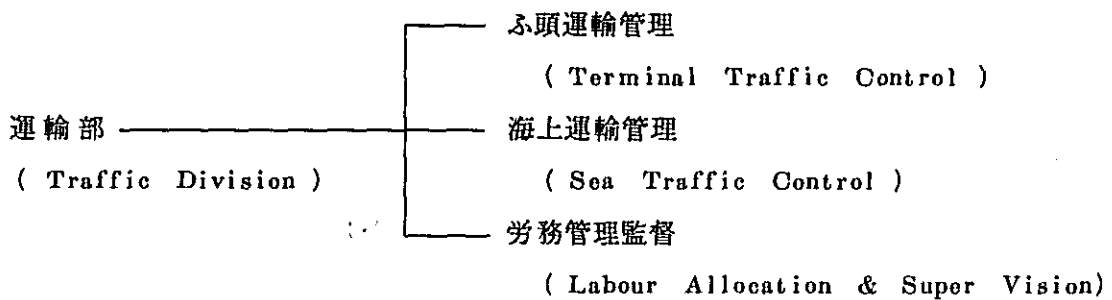 ふ頭運輸管理
( Terminal Traffic Control )
運輸部
海上運輸管理
( Traffic Division )
( Sea Traffic Control )
労務管理監督
( Labour Allocation & Super Vision)